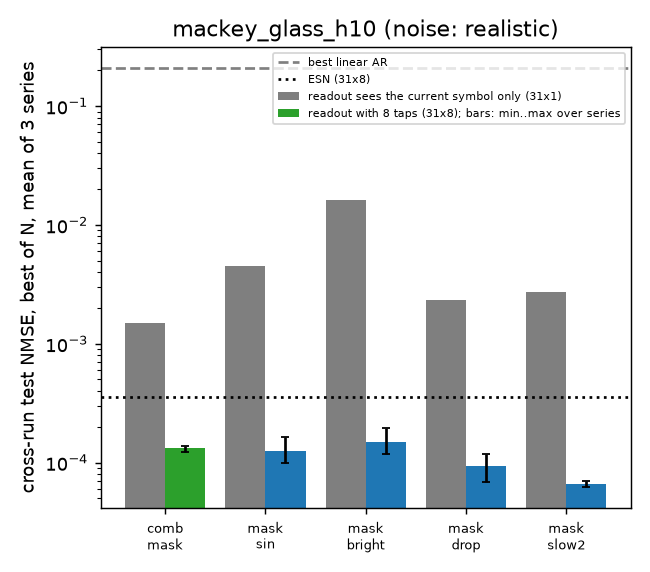 mackey_glass_h10 (noise: realistic)
best linear AR
ESN (31x8)
readout sees the current symbol only (31x1)
readout with 8 taps (31x8); bars: min..max over series
cross-run test NMSE, best of N, mean of 3 series
10⁻¹
10⁻²
10⁻³
10⁻⁴
comb
mask
mask
sin
mask
bright
mask
drop
mask
slow2